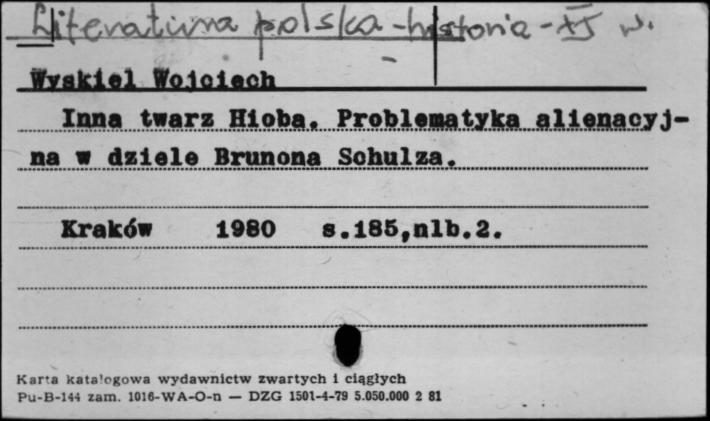 Literatura polska - historia - XX w.
Wyskiel Wojciech
Inna twarz Hioba. Problematyka alienacyj-
na w dziele Brunona Schulza.
Kraków 1980 s.185,nlb.2.
Karta katalogowa wydawnictw zwartych i ciągłych
Pu-B-144 zam. 1016-WA-O-n — DZG 1501-4-79 5.050.000 2 81